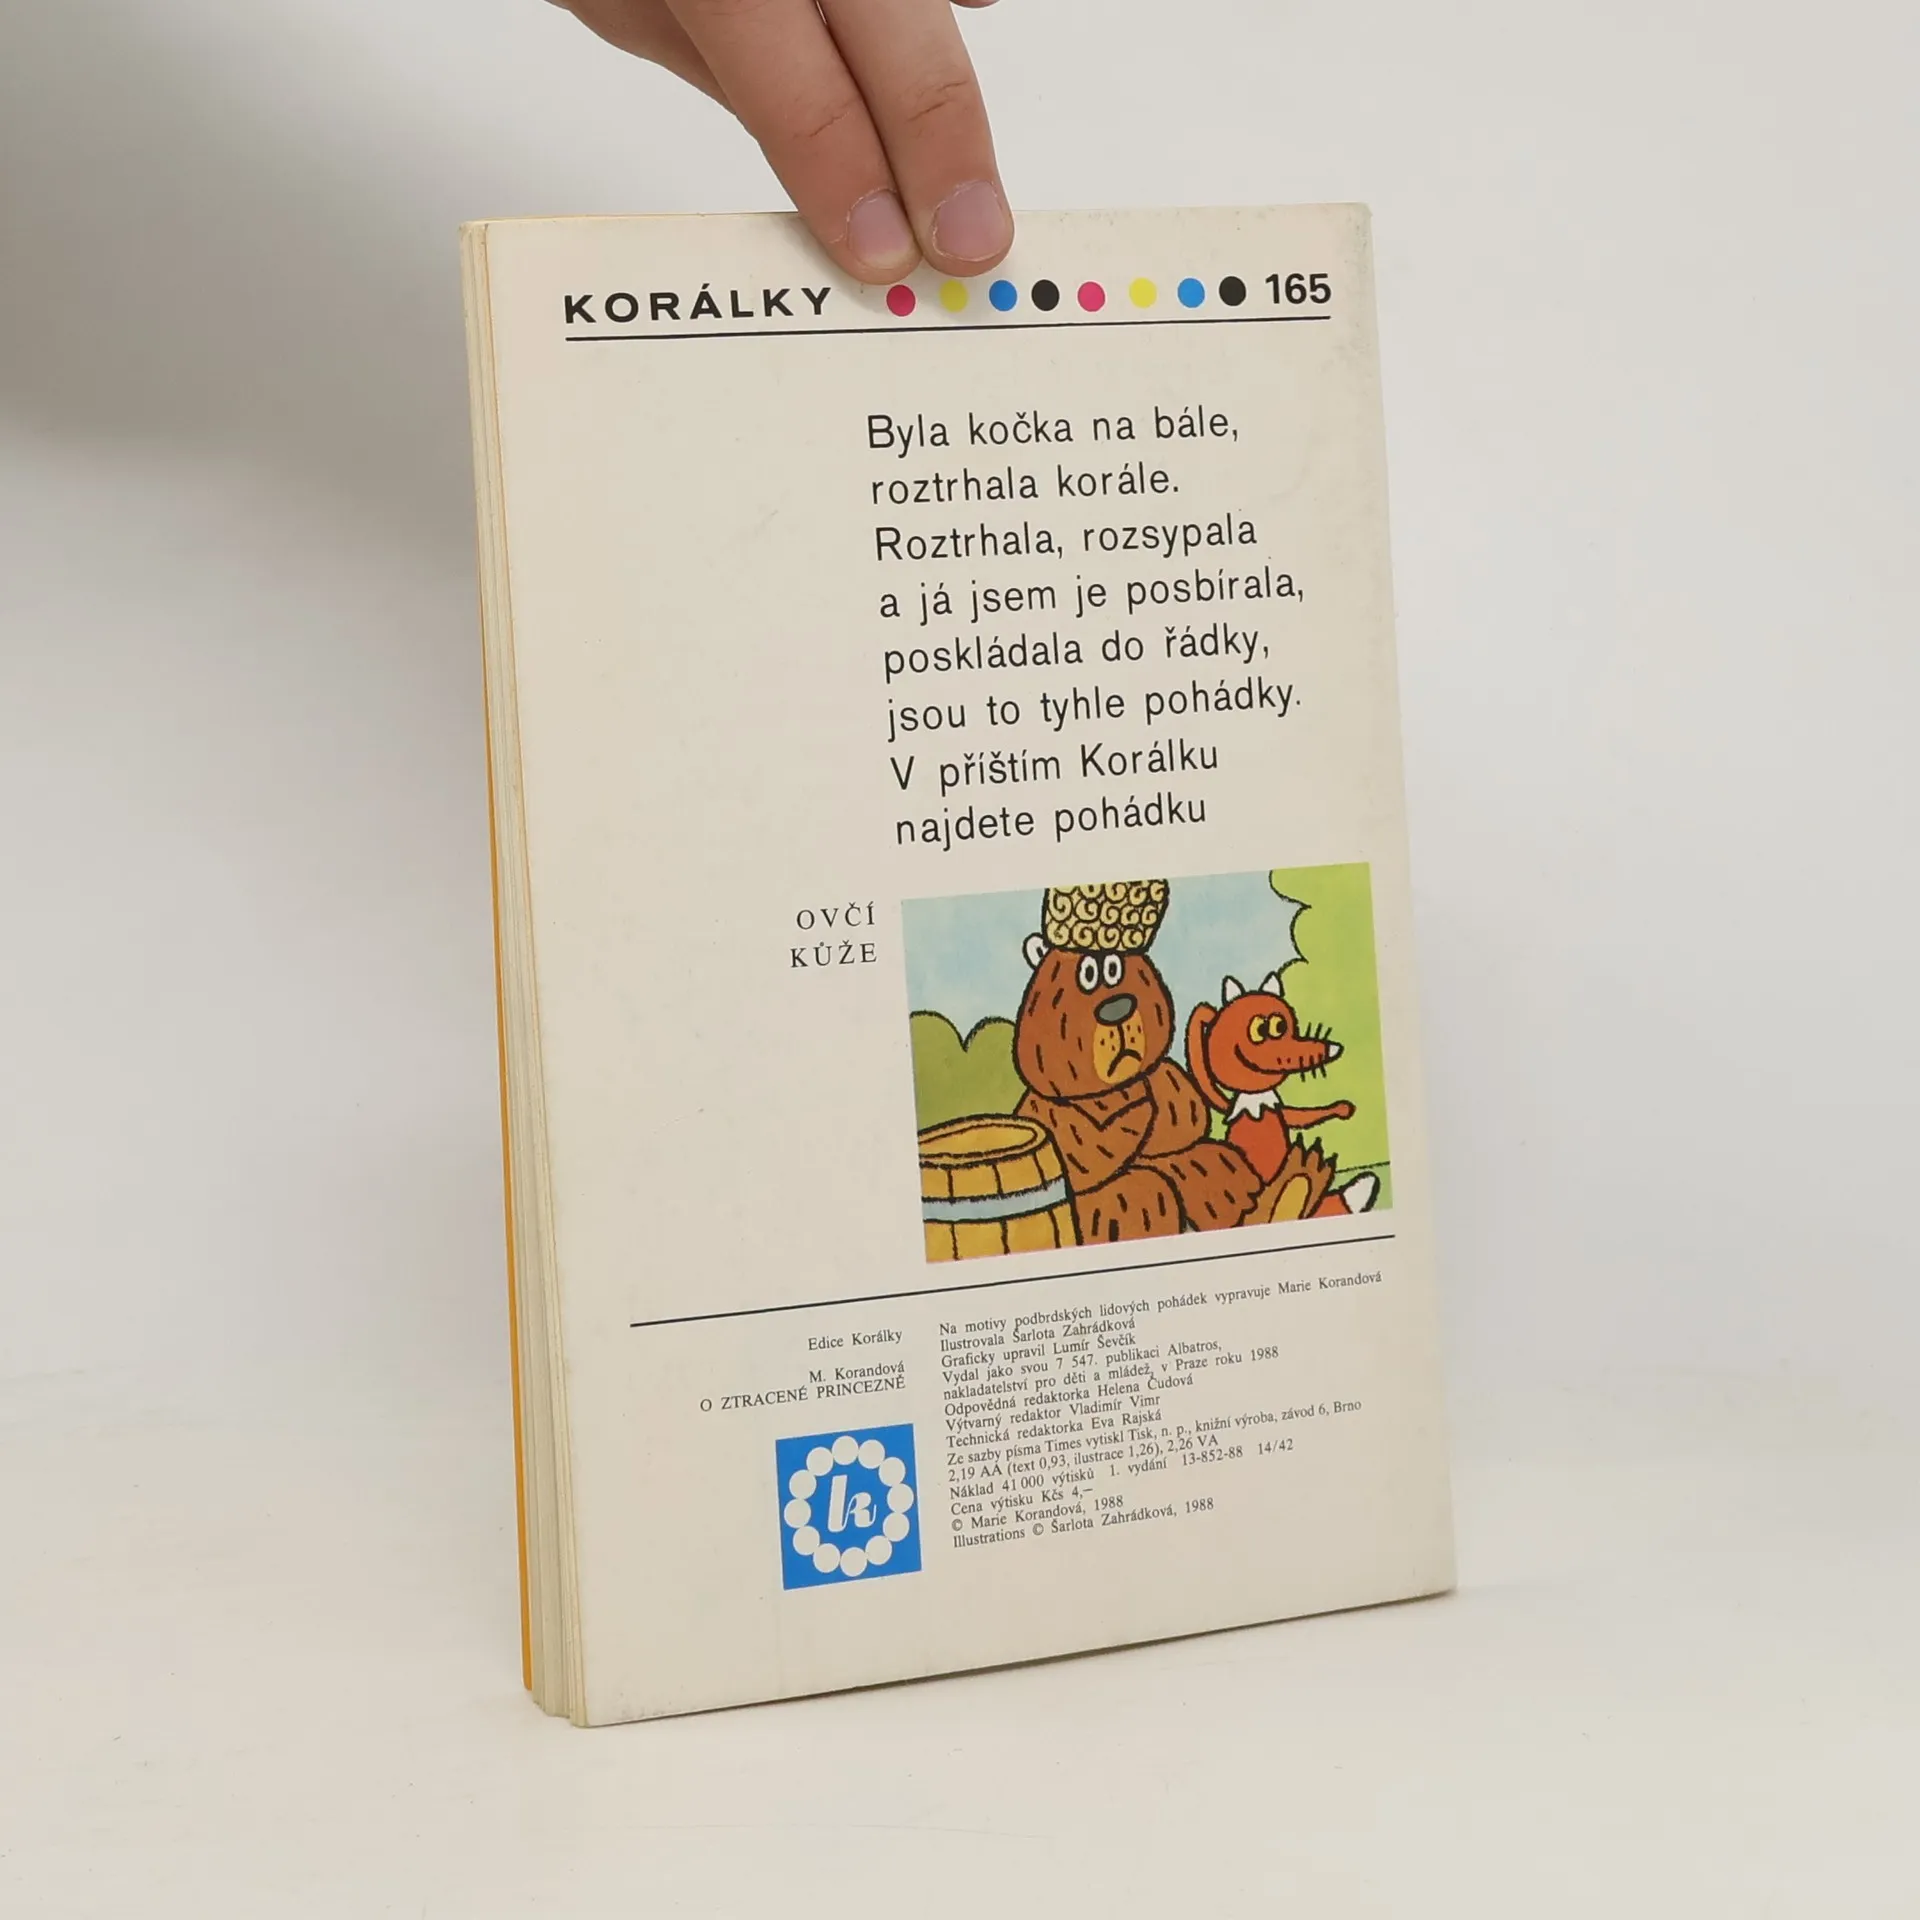 KORÁLKY 165
Byla kočka na bále,
roztrhala korále.
Roztrhala, rozsypala
a já jsem je posbírala,
poskládala do řádky,
jsou to tyhle pohádky.
V příštím Korálku
najdete pohádku
OVČÍ
KŮŽE
Edice Korálky
M. Korandová
O ZTRACENÉ PRINCEZNĚ
k
Na motivy podbrdských lidových pohádek vypravuje Marie Korandová
Ilustrovala Šarlota Zahrádková
Graficky upravil Lumír Ševčík
Vydal jako svou 7 547. publikaci Albatros,
nakladatelství pro děti a mládež, v Praze roku 1988
Odpovědná redaktorka Helena Čudová
Výtvarný redaktor Vladimír Vimr
Technická redaktorka Eva Rajská
Ze sazby písma Times vytiskl Tisk, n. p., knižní výroba, závod 6, Brno
2,19 AA (text 0,93, ilustrace 1,26), 2,26 VA
Náklad 41 000 výtisků 1. vydání 13-852-88 14/42
Cena výtisku Kčs 4,–
© Marie Korandová, 1988
Illustrations © Šarlota Zahrádková, 1988